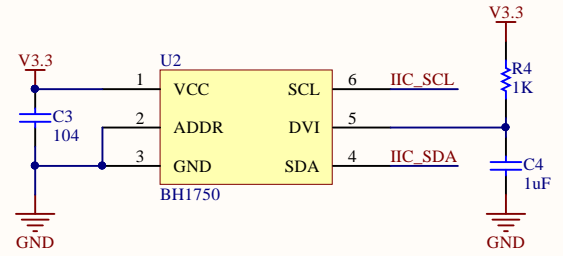 V3.3
V3.3
U2
R4
1K
1 VCC SCL 6 IIC_SCL
C3
104
2 ADDR DVI 5
3 GND SDA 4 IIC_SDA
C4
1uF
BH1750
GND
GND